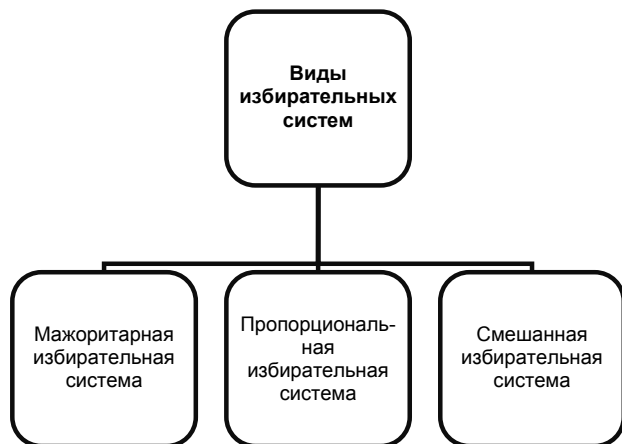 Виды
избирательных
систем
Мажоритарная
избирательная
система
Пропорциональ-
ная
избирательная
система
Смешанная
избирательная
система